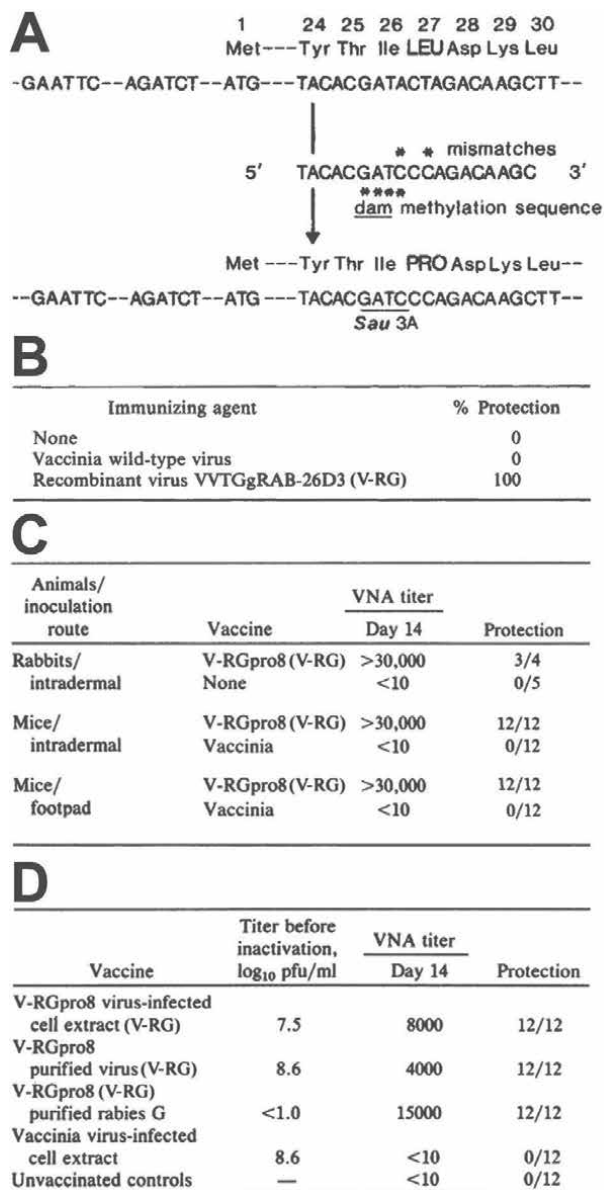 A
1 24 25 26 27 28 29 30
Met---Tyr Thr Ile LEU Asp Lys Leu
--GAATTC--AGATCT--ATG---TACACGATACTAGACAAGCTT--
* * mismatches
5' TACACGATCCCAGACAAGC 3'
****
dam methylation sequence
Met ---Tyr Thr Ile PRO Asp Lys Leu--
--GAATTC--AGATCT--ATG---TACACGATCCCAGACAAGCTT--
Sau 3A
B
Immunizing agent % Protection
None 0
Vaccinia wild-type virus 0
Recombinant virus VVTGgRAB-26D3 (V-RG) 100
C
Animals/
inoculation
route Vaccine VNA titer
Day 14 Protection
Rabbits/ V-RGpro8 (V-RG) >30,000 3/4
intradermal None <10 0/5
Mice/ V-RGpro8 (V-RG) >30,000 12/12
intradermal Vaccinia <10 0/12
Mice/ V-RGpro8 (V-RG) >30,000 12/12
footpad Vaccinia <10 0/12
D
Titer before
inactivation, VNA titer
Vaccine log10 pfu/ml Day 14 Protection
V-RGpro8 virus-infected
cell extract (V-RG) 7.5 8000 12/12
V-RGpro8
purified virus (V-RG) 8.6 4000 12/12
V-RGpro8 (V-RG)
purified rabies G <1.0 15000 12/12
Vaccinia virus-infected
cell extract 8.6 <10 0/12
Unvaccinated controls — <10 0/12